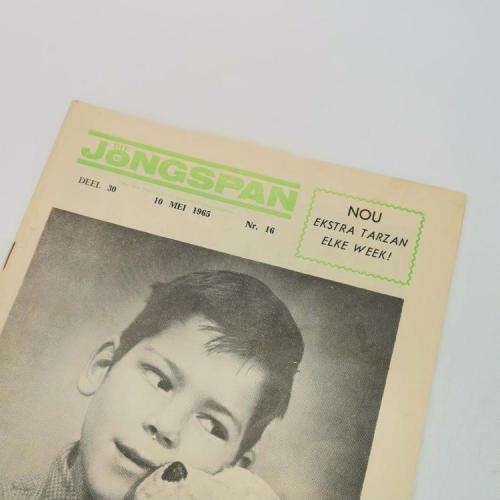 DIE
JONGSPAN
DEEL 30
10 MEI 1965
Nr. 16
NOU
EKSTRA TARZAN
ELKE WEEK!